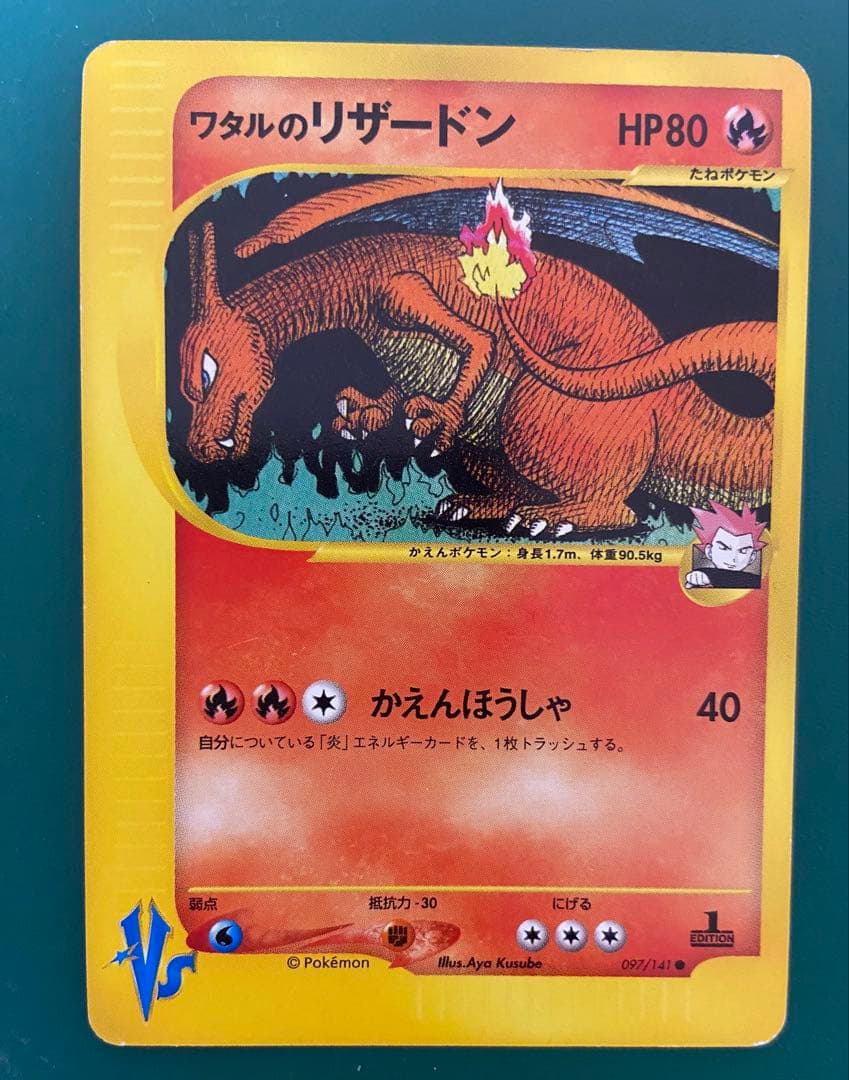 ワタルのリザードン HP80
たねポケモン
かえんポケモン：身長1.7m、体重90.5kg
かえんほうしゃ 40
自分についている「炎」エネルギーカードを、1枚トラッシュする。
弱点 抵抗力-30 にげる
1
EDITION
VS
©Pokémon Illus.Aya Kusube 097/141●